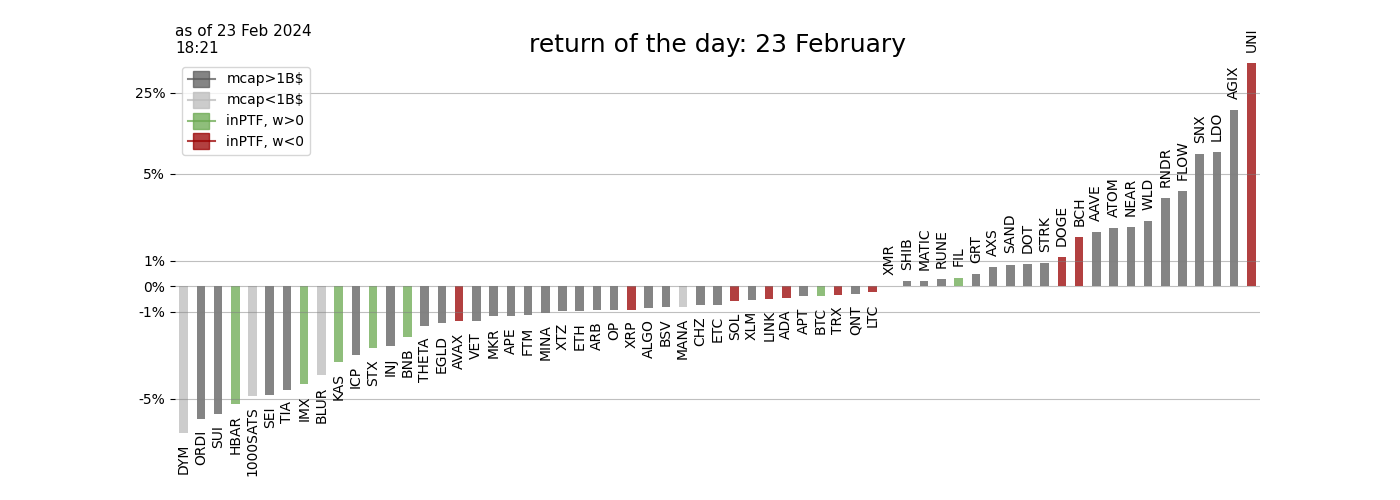 as of 23 Feb 2024
18:21
return of the day: 23 February
mcap>1B$
mcap<1B$
inPTF, w>0
inPTF, w<0
25%
5%
1%
0%
-1%
-5%
DYM
ORDI
SUI
HBAR
1000SATS
SEI
TIA
IMX
BLUR
KAS
ICP
STX
INJ
BNB
THETA
EGLD
AVAX
VET
MKR
APE
FTM
MINA
XTZ
ETH
ARB
OP
XRP
ALGO
BSV
MANA
CHZ
ETC
SOL
XLM
LINK
ADA
APT
BTC
TRX
QNT
LTC
XMR
SHIB
MATIC
RUNE
FIL
GRT
AXS
SAND
DOT
STRK
DOGE
BCH
AAVE
ATOM
NEAR
WLD
RNDR
FLOW
SNX
LDO
AGIX
UNI